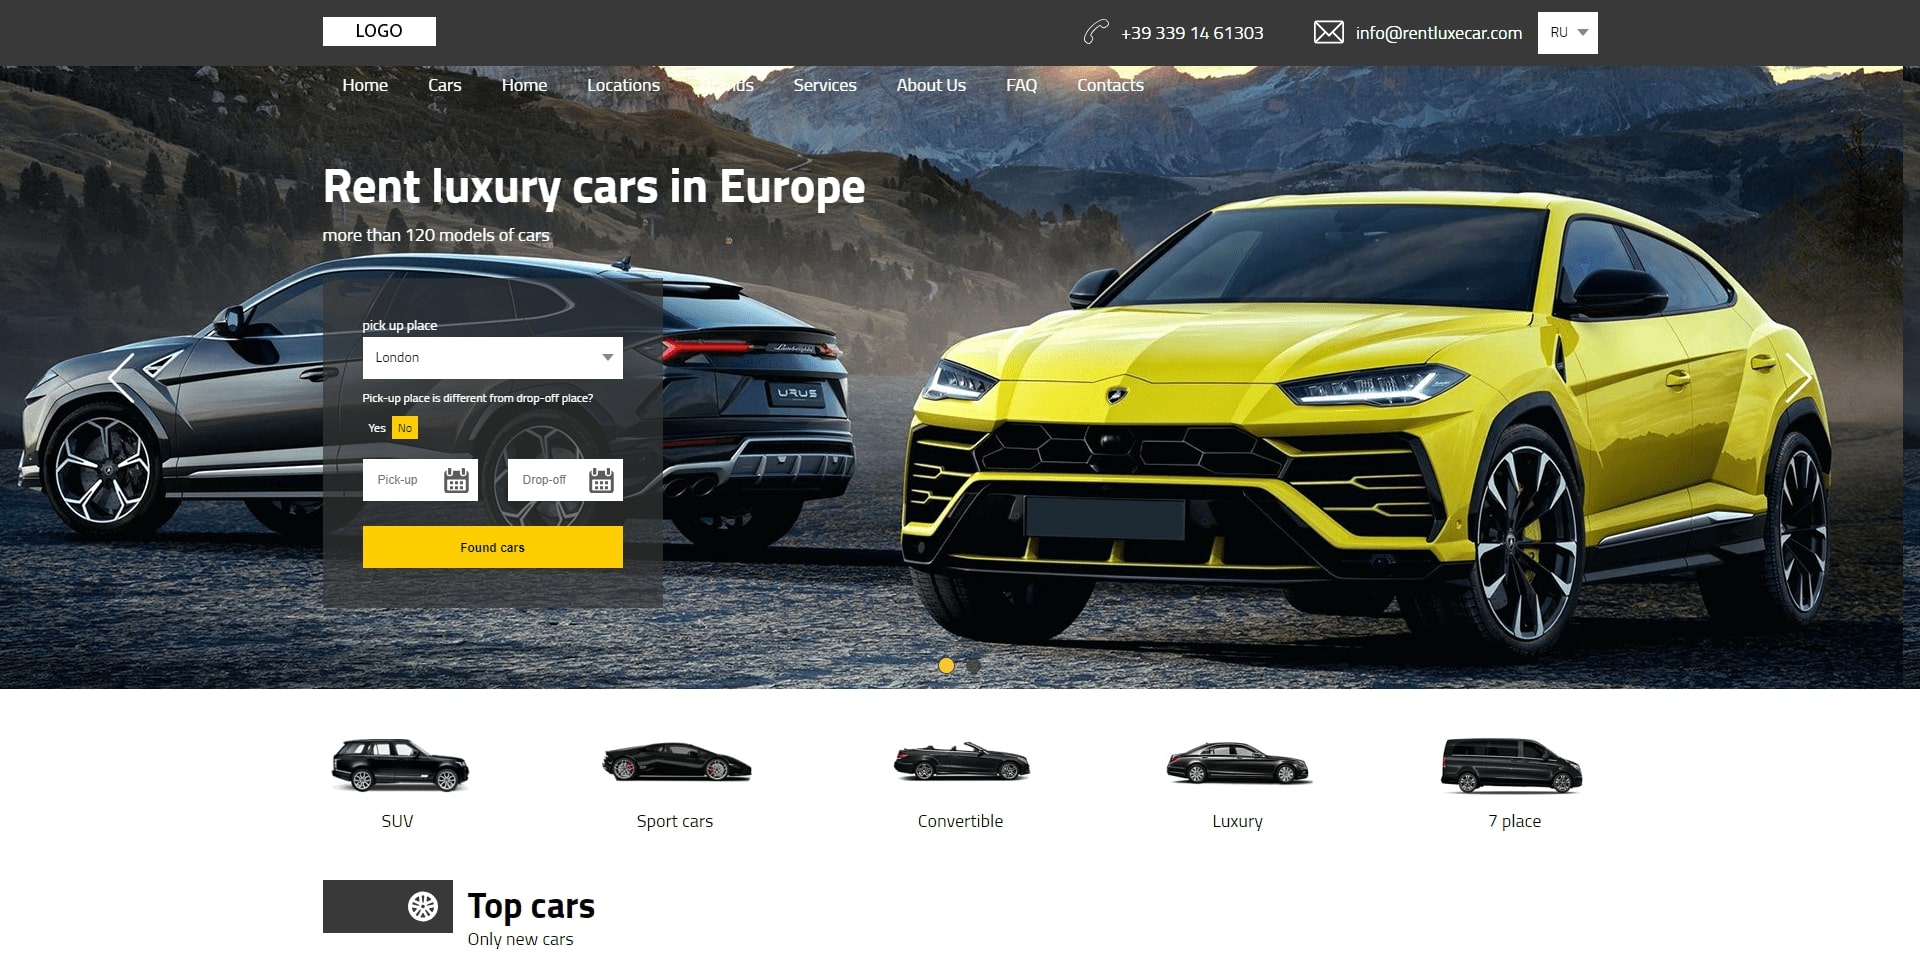 LOGO
+39 339 14 61303
info@rentluxecar.com
RU
Home Cars Home Locations Services About Us FAQ Contacts
Rent luxury cars in Europe
more than 120 models of cars
pick up place
London
Pick-up place is different from drop-off place?
Yes No
Pick-up Drop-off
Found cars
Lamborghini
URUS
SUV Sport cars Convertible Luxury 7 place
Top cars
Only new cars